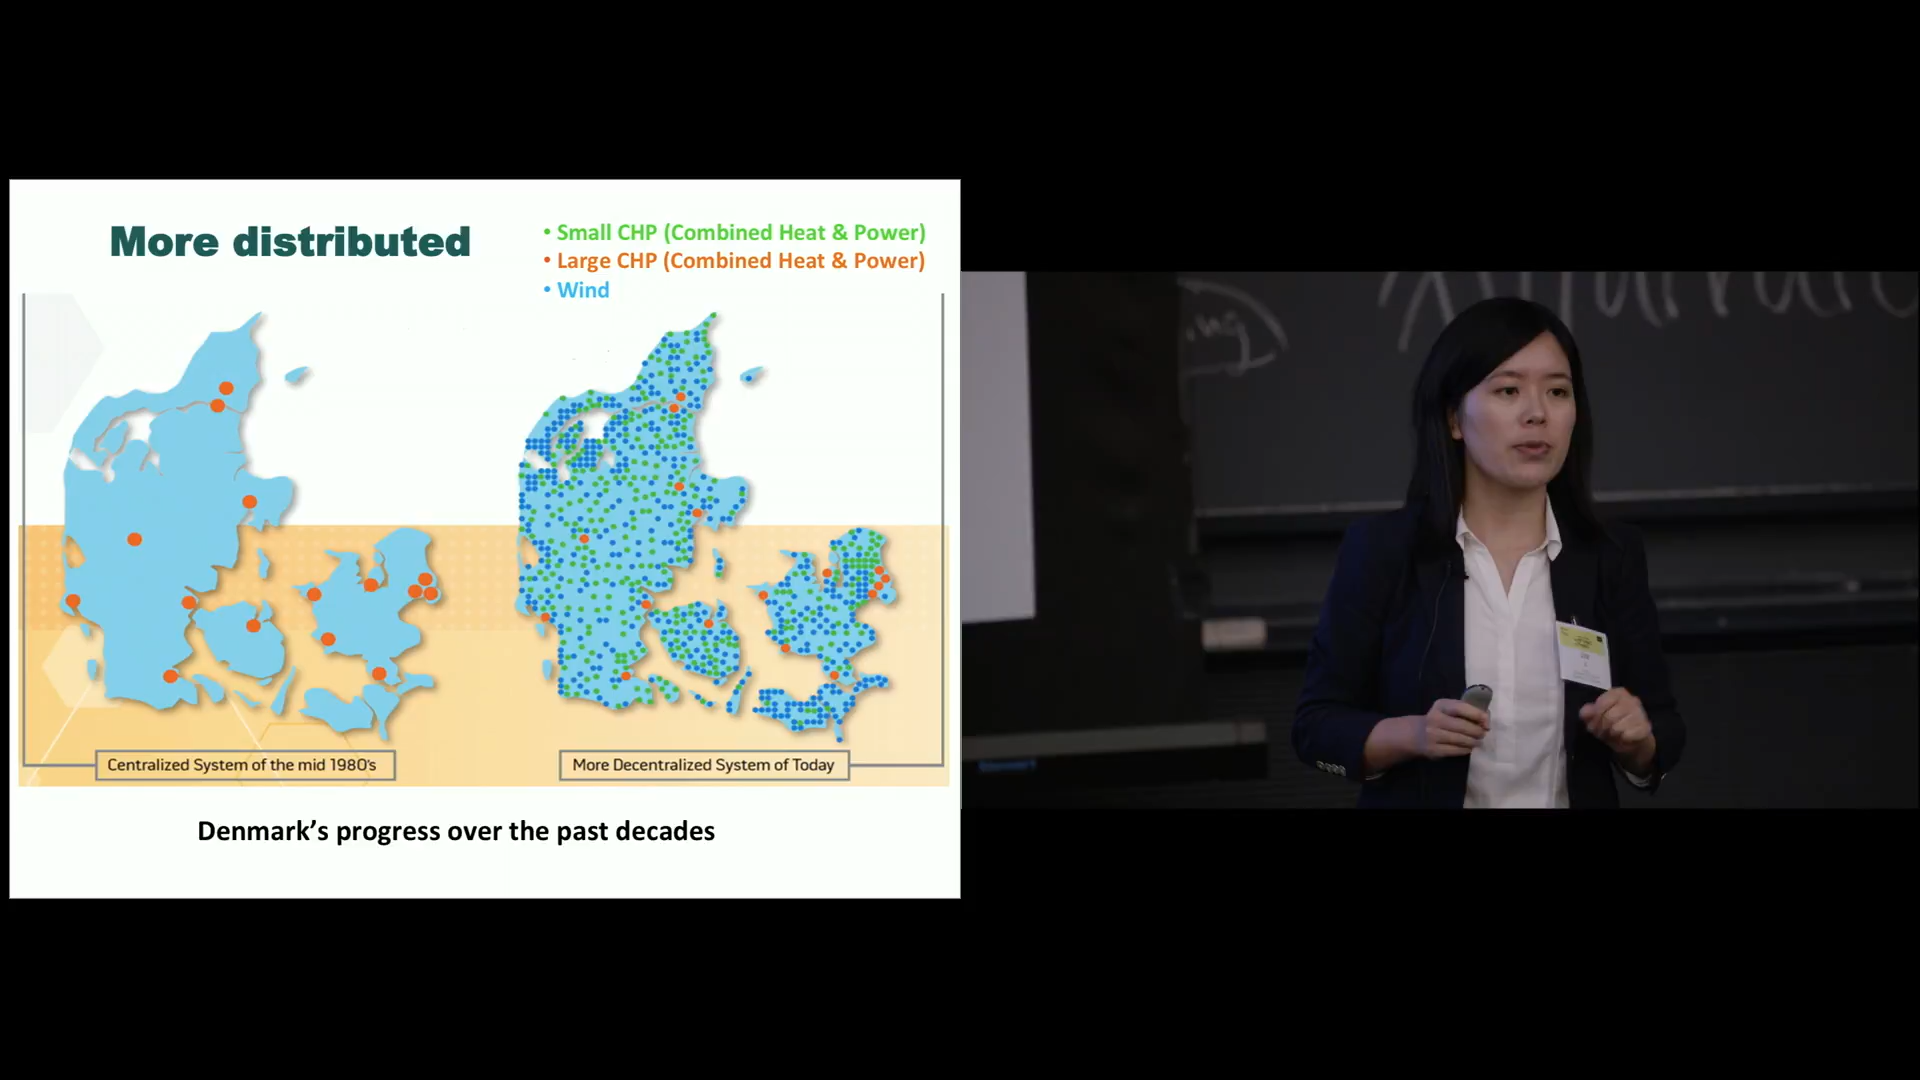 More distributed
• Small CHP (Combined Heat & Power)
• Large CHP (Combined Heat & Power)
• Wind
Centralized System of the mid 1980's
More Decentralized System of Today
Denmark’s progress over the past decades
ing